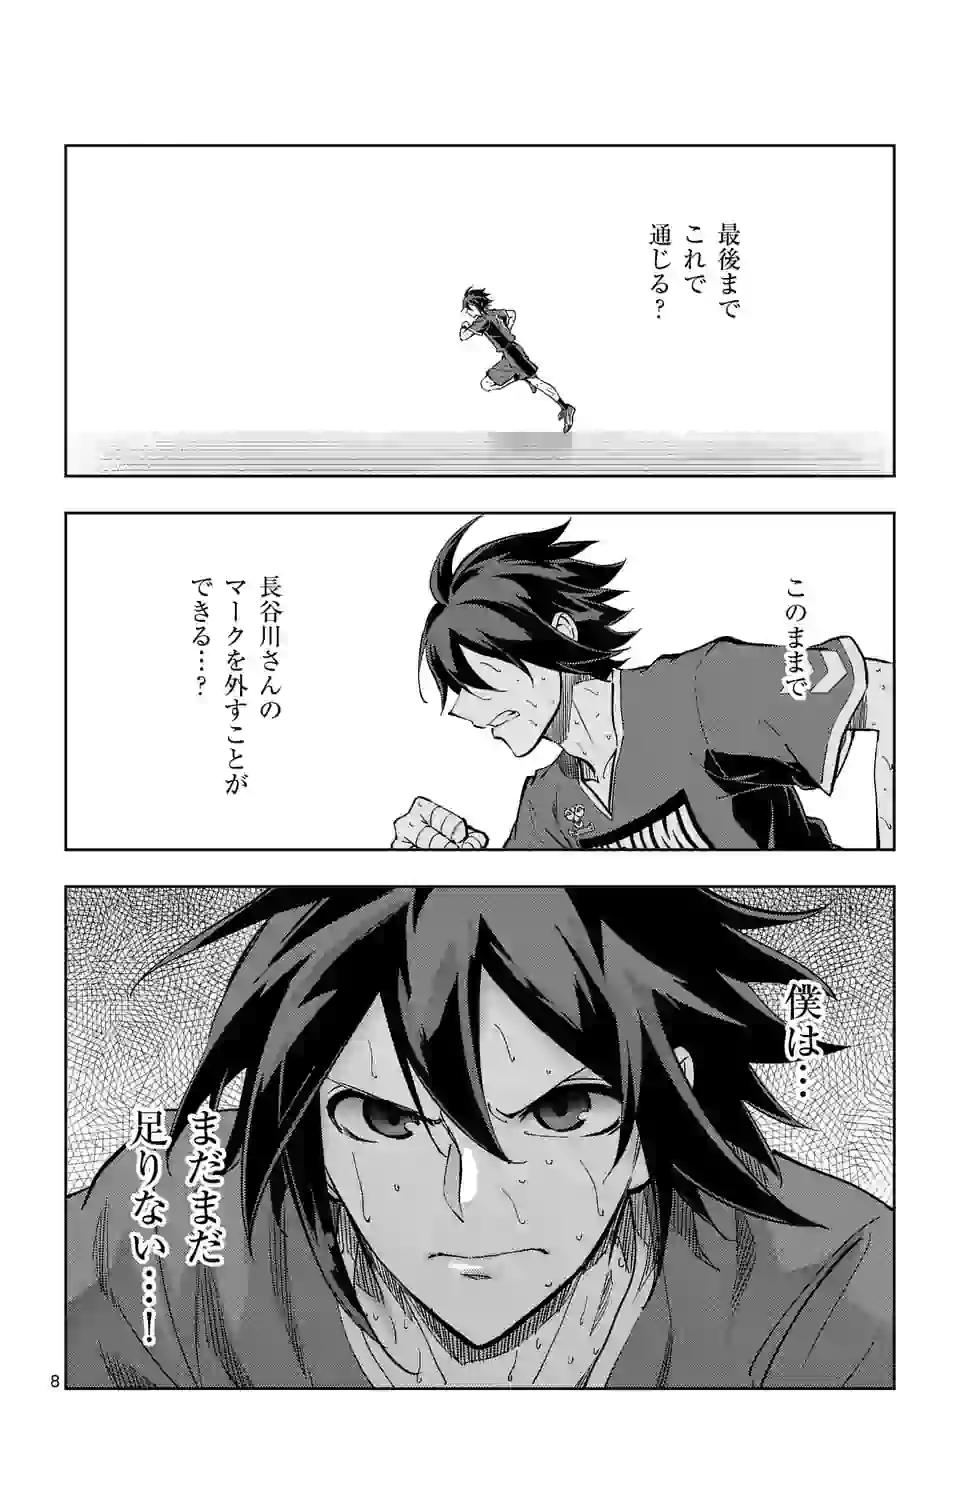 最後まで
これで
通じる?
このままで
長谷川さんの
マークを外すことが
できる…?
僕は…
まだまだ
足りない…!
8